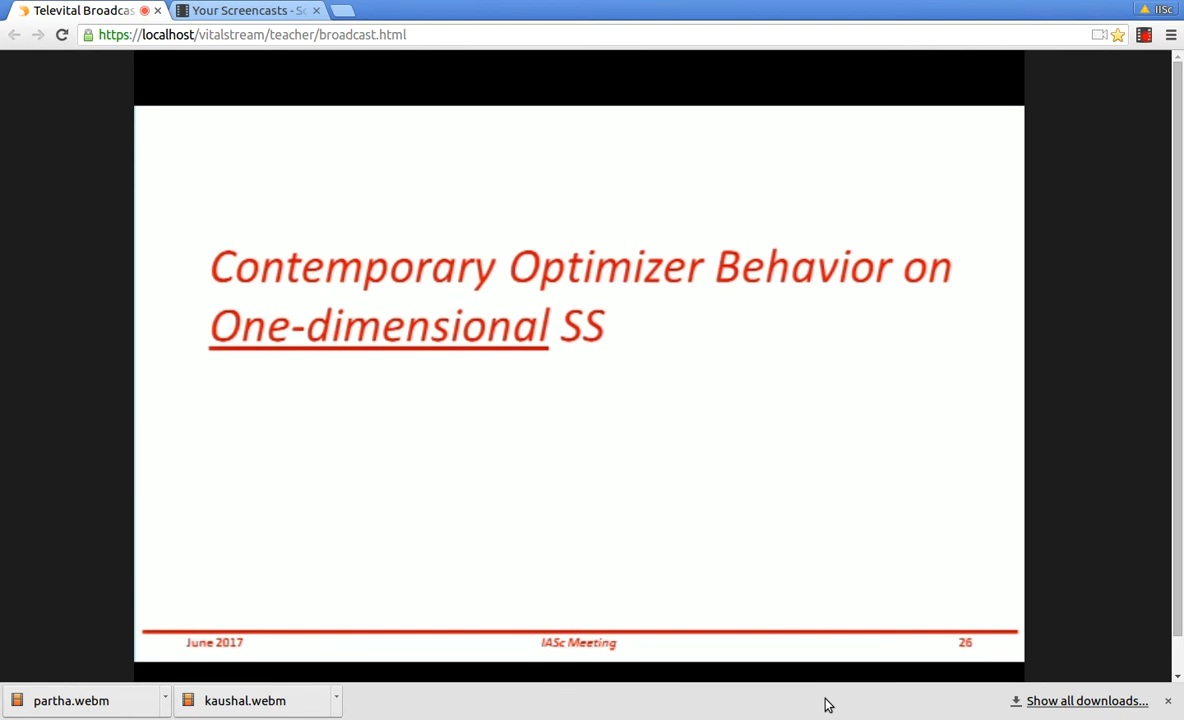 Televital Broadcas
Your Screencasts - Sc
IISc
https://localhost/vitalstream/teacher/broadcast.html
Contemporary Optimizer Behavior on
One-dimensional SS
June 2017
IASc Meeting
26
partha.webm
kaushal.webm
Show all downloads...